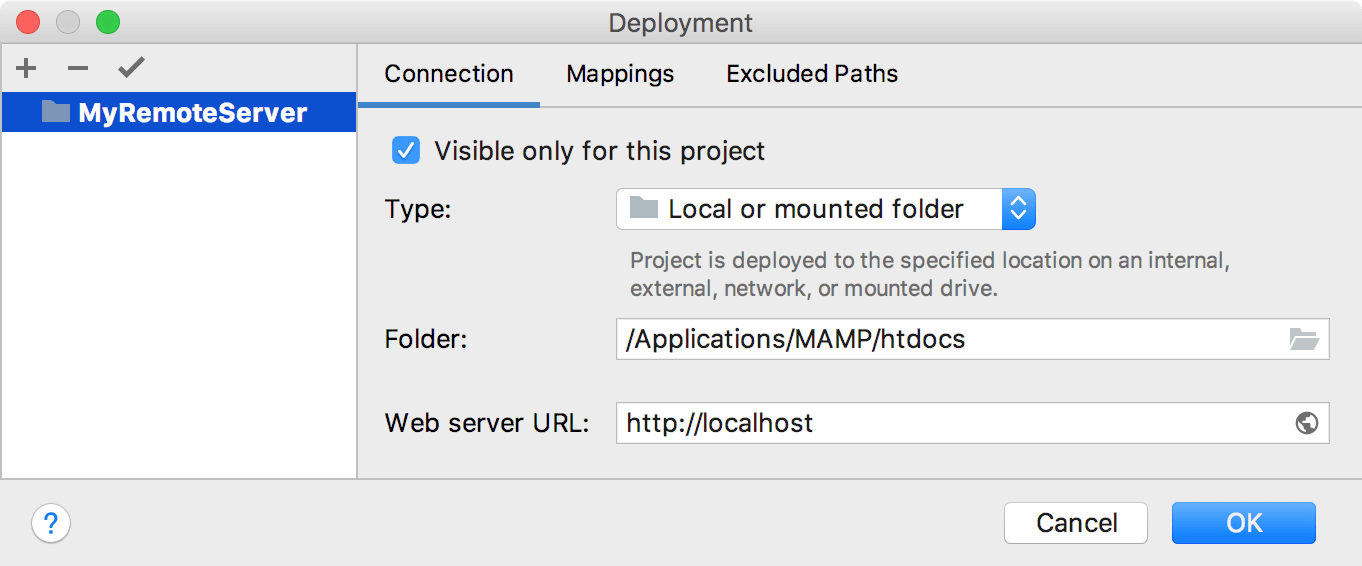 Deployment
Connection Mappings Excluded Paths
MyRemoteServer
Visible only for this project
Type: Local or mounted folder
Project is deployed to the specified location on an internal,
external, network, or mounted drive.
Folder: /Applications/MAMP/htdocs
Web server URL: http://localhost
? Cancel OK